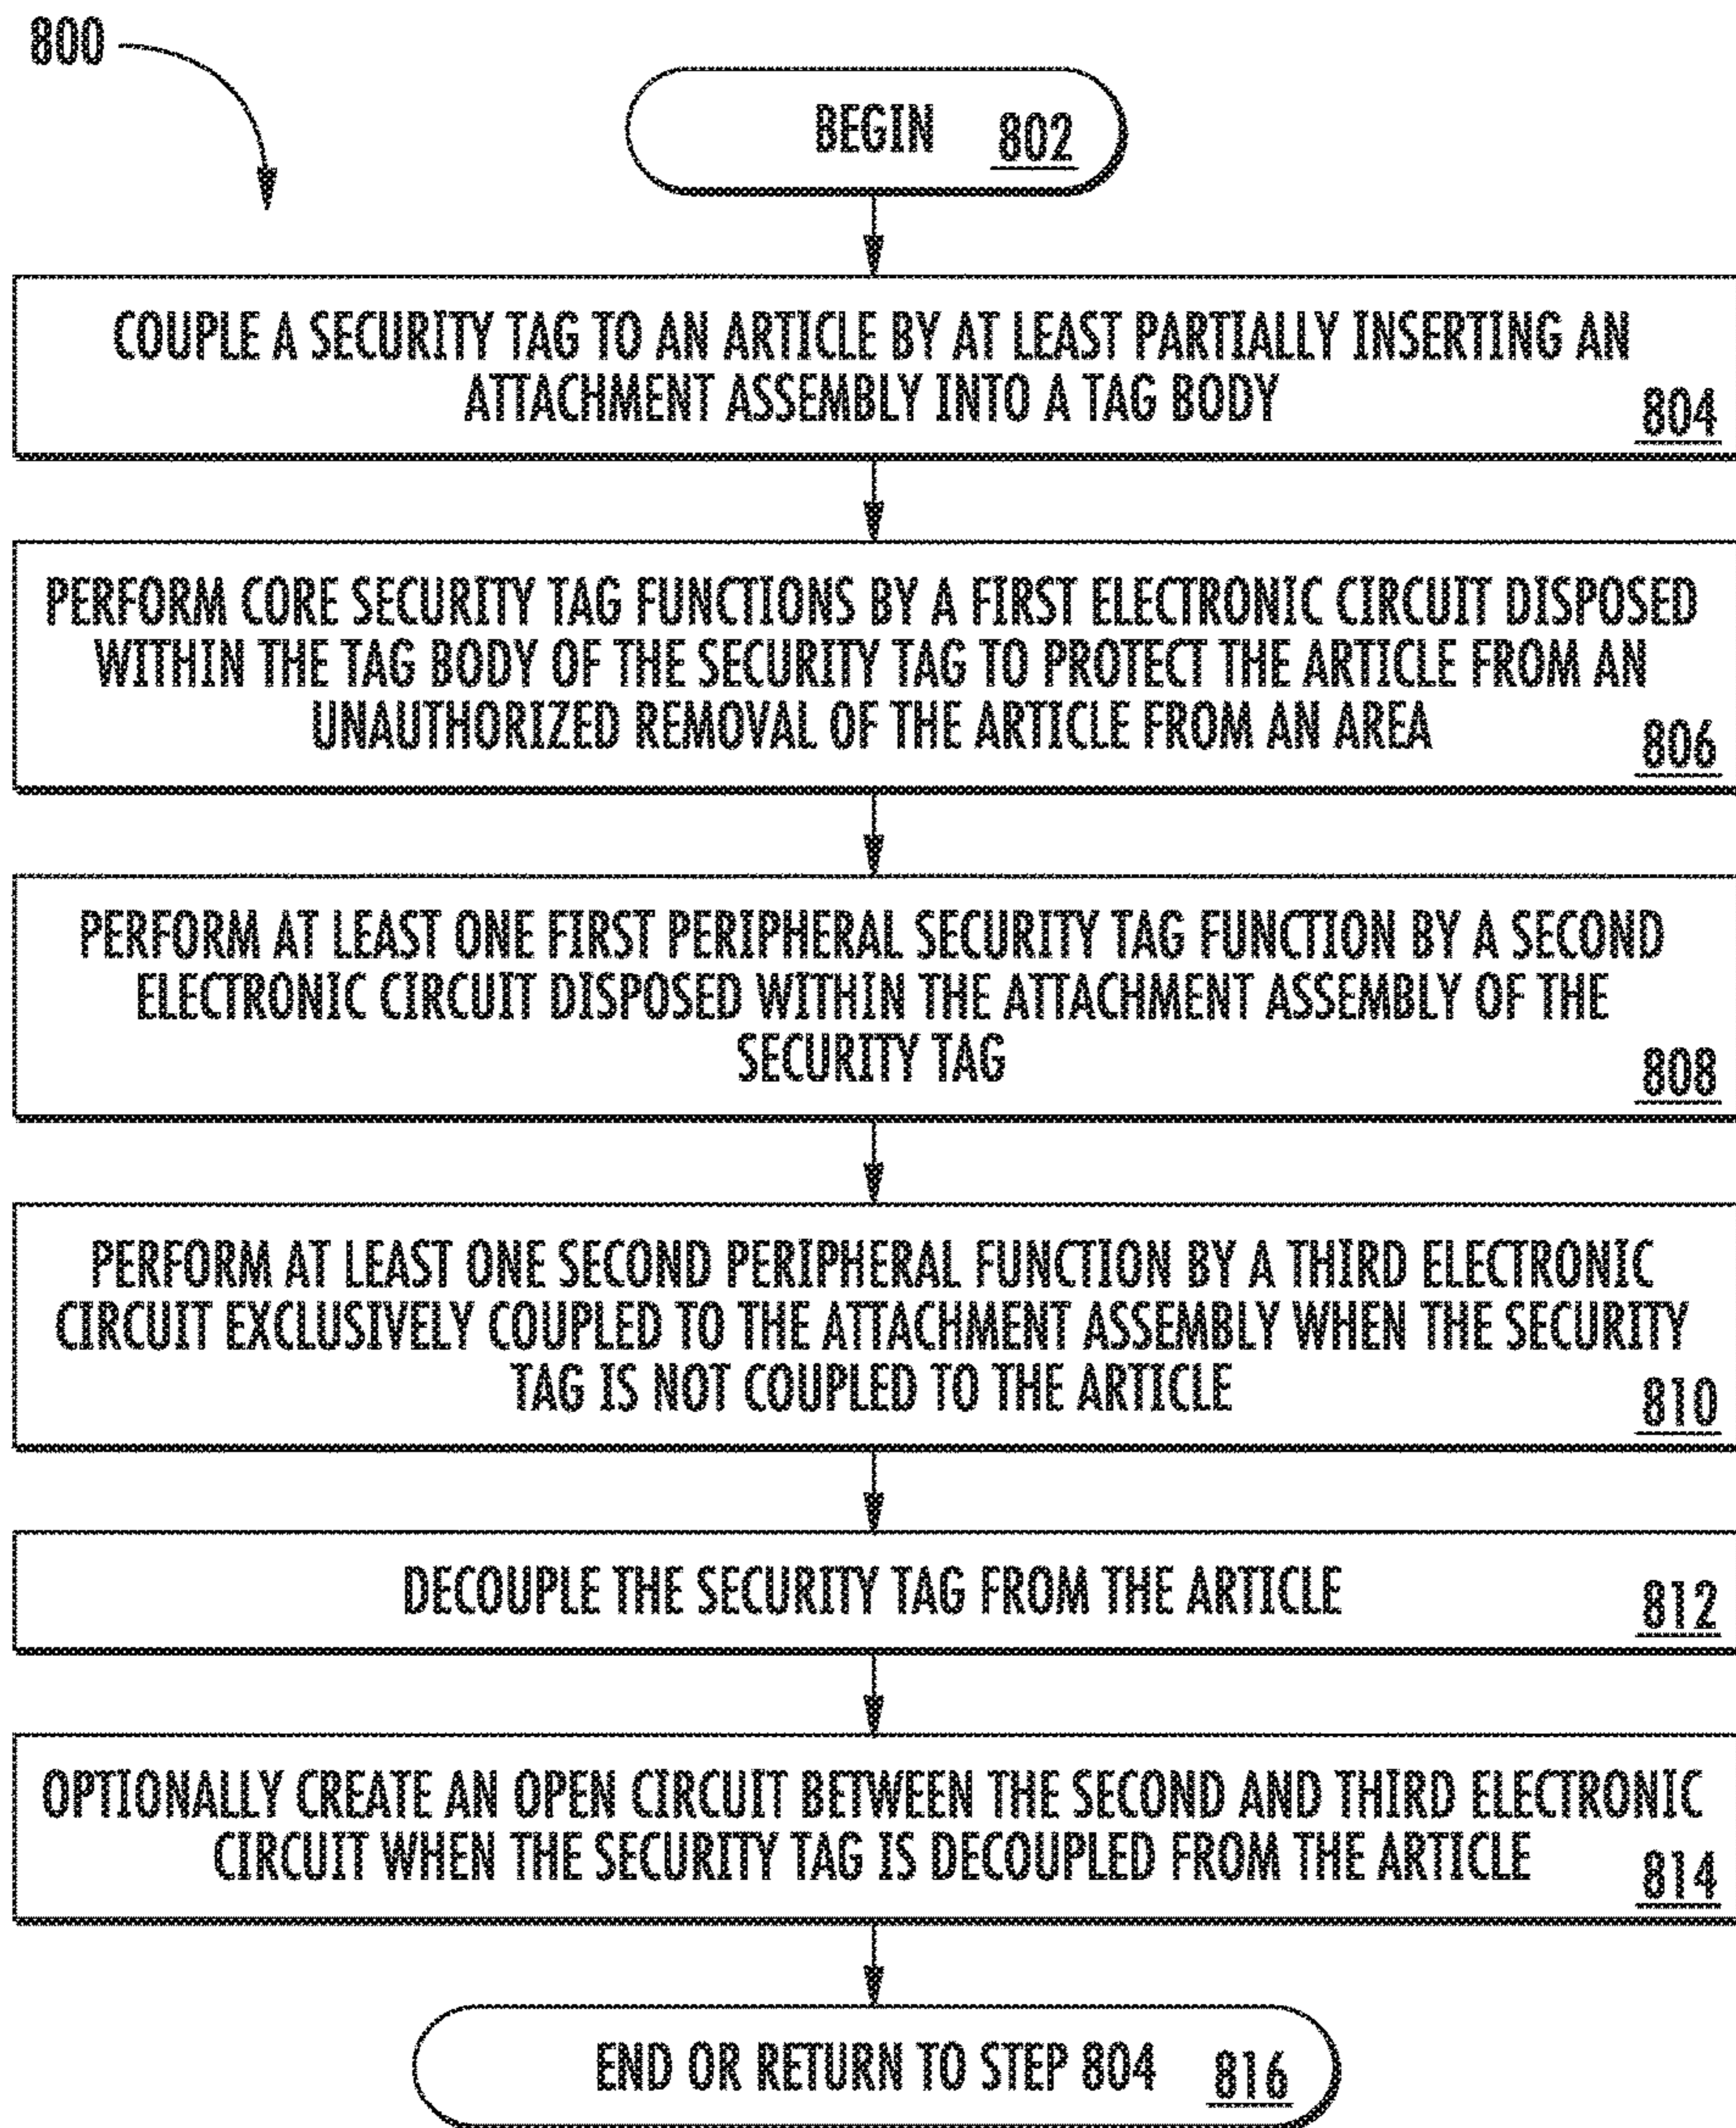 800
BEGIN 802
COUPLE A SECURITY TAG TO AN ARTICLE BY AT LEAST PARTIALLY INSERTING AN
ATTACHMENT ASSEMBLY INTO A TAG BODY
804
PERFORM CORE SECURITY TAG FUNCTIONS BY A FIRST ELECTRONIC CIRCUIT DISPOSED
WITHIN THE TAG BODY OF THE SECURITY TAG TO PROTECT THE ARTICLE FROM AN
UNAUTHORIZED REMOVAL OF THE ARTICLE FROM AN AREA
806
PERFORM AT LEAST ONE FIRST PERIPHERAL SECURITY TAG FUNCTION BY A SECOND
ELECTRONIC CIRCUIT DISPOSED WITHIN THE ATTACHMENT ASSEMBLY OF THE
SECURITY TAG
808
PERFORM AT LEAST ONE SECOND PERIPHERAL FUNCTION BY A THIRD ELECTRONIC
CIRCUIT EXCLUSIVELY COUPLED TO THE ATTACHMENT ASSEMBLY WHEN THE SECURITY
TAG IS NOT COUPLED TO THE ARTICLE
810
DECOUPLE THE SECURITY TAG FROM THE ARTICLE
812
OPTIONALLY CREATE AN OPEN CIRCUIT BETWEEN THE SECOND AND THIRD ELECTRONIC
CIRCUIT WHEN THE SECURITY TAG IS DECOUPLED FROM THE ARTICLE
814
END OR RETURN TO STEP 804 816